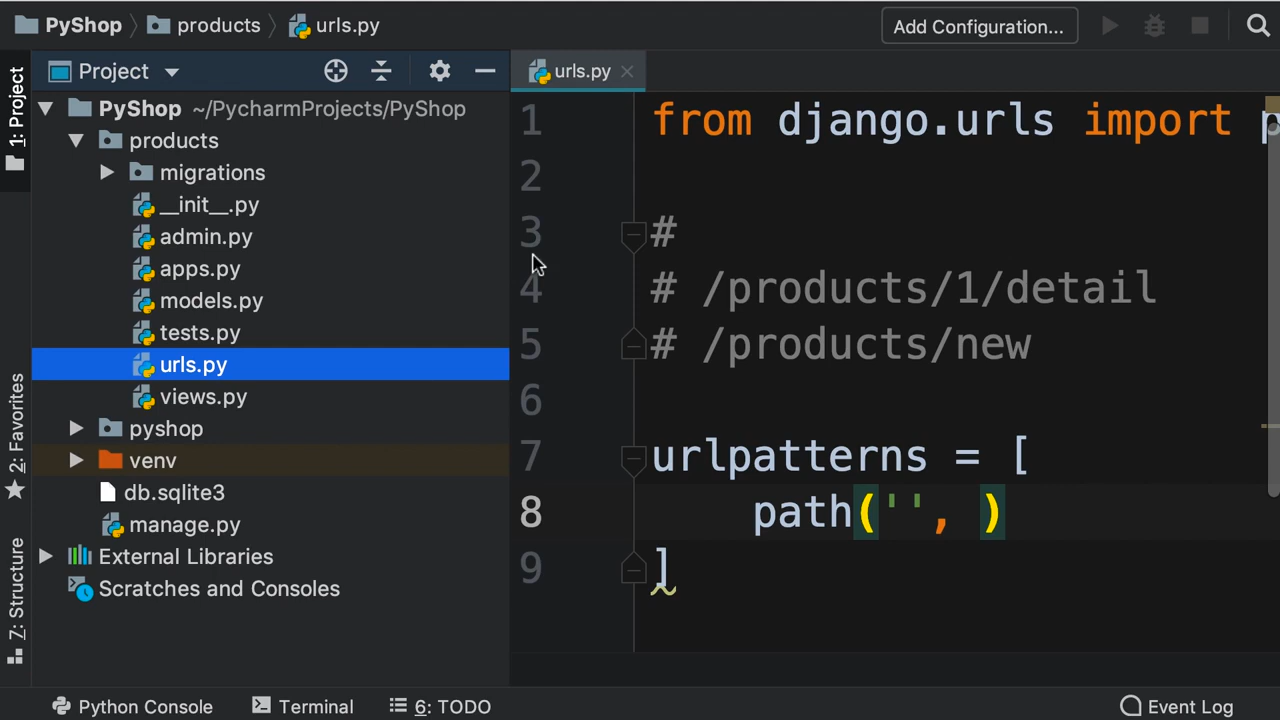 PyShop products urls.py Add Configuration...
1: Project
Project
urls.py
PyShop ~/PycharmProjects/PyShop
products
migrations
__init__.py
admin.py
apps.py
models.py
tests.py
urls.py
views.py
pyshop
venv
db.sqlite3
manage.py
External Libraries
Scratches and Consoles
2: Favorites
7: Structure
1 from django.urls import
2
3 #
4 # /products/1/detail
5 # /products/new
6
7 urlpatterns = [
8 path('', )
9 ]
Python Console Terminal 6: TODO Event Log